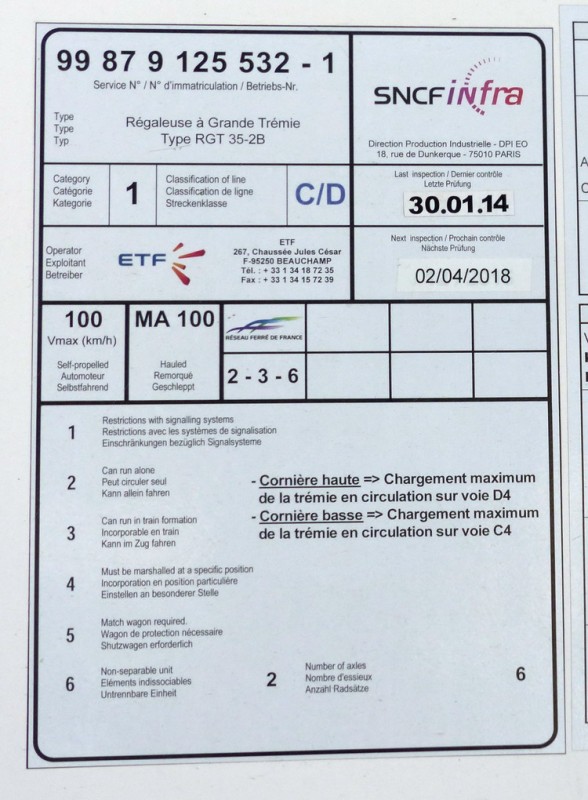 99 87 9 125 532 - 1
Service N° / N° d'immatriculation / Betriebs-Nr.
Type
Type
Typ
Régaleuse à Grande Trémie
Type RGT 35-2B
SNCF infra
Direction Production Industrielle - DPI EO
18, rue de Dunkerque - 75010 PARIS
Category
Catégorie
Kategorie
1
Classification of line
Classification de ligne
Streckenklasse
C/D
Last inspection / Dernier contrôle
Letzte Prüfung
30.01.14
Operator
Exploitant
Betreiber
ETF
ETF
267, Chaussée Jules César
F-95250 BEAUCHAMP
Tél. : + 33 1 34 18 72 35
Fax : + 33 1 34 15 72 39
Next inspection / Prochain contrôle
Nächste Prüfung
02/04/2018
100
Vmax (km/h)
Self-propelled
Automoteur
Selbstfahrend
MA 100
Hauled
Remorqué
Geschleppt
RÉSEAU FERRÉ DE FRANCE
2 - 3 - 6
1
Restrictions with signalling systems
Restrictions avec les systèmes de signalisation
Einschränkungen bezüglich Signalsysteme
2
Can run alone
Peut circuler seul
Kann allein fahren
- Cornière haute => Chargement maximum
de la trémie en circulation sur voie D4
- Cornière basse => Chargement maximum
de la trémie en circulation sur voie C4
3
Can run in train formation
Incorporable en train
Kann im Zug fahren
4
Must be marshalled at a specific position
Incorporation en position particulière
Einstellen an besonderer Stelle
5
Match wagon required.
Wagon de protection nécessaire
Shutzwagen erforderlich
6
Non-separable unit
Eléments indissociables
Untrennbare Einheit
2
Number of axles
Nombre d'essieux
Anzahl Radsätze
6